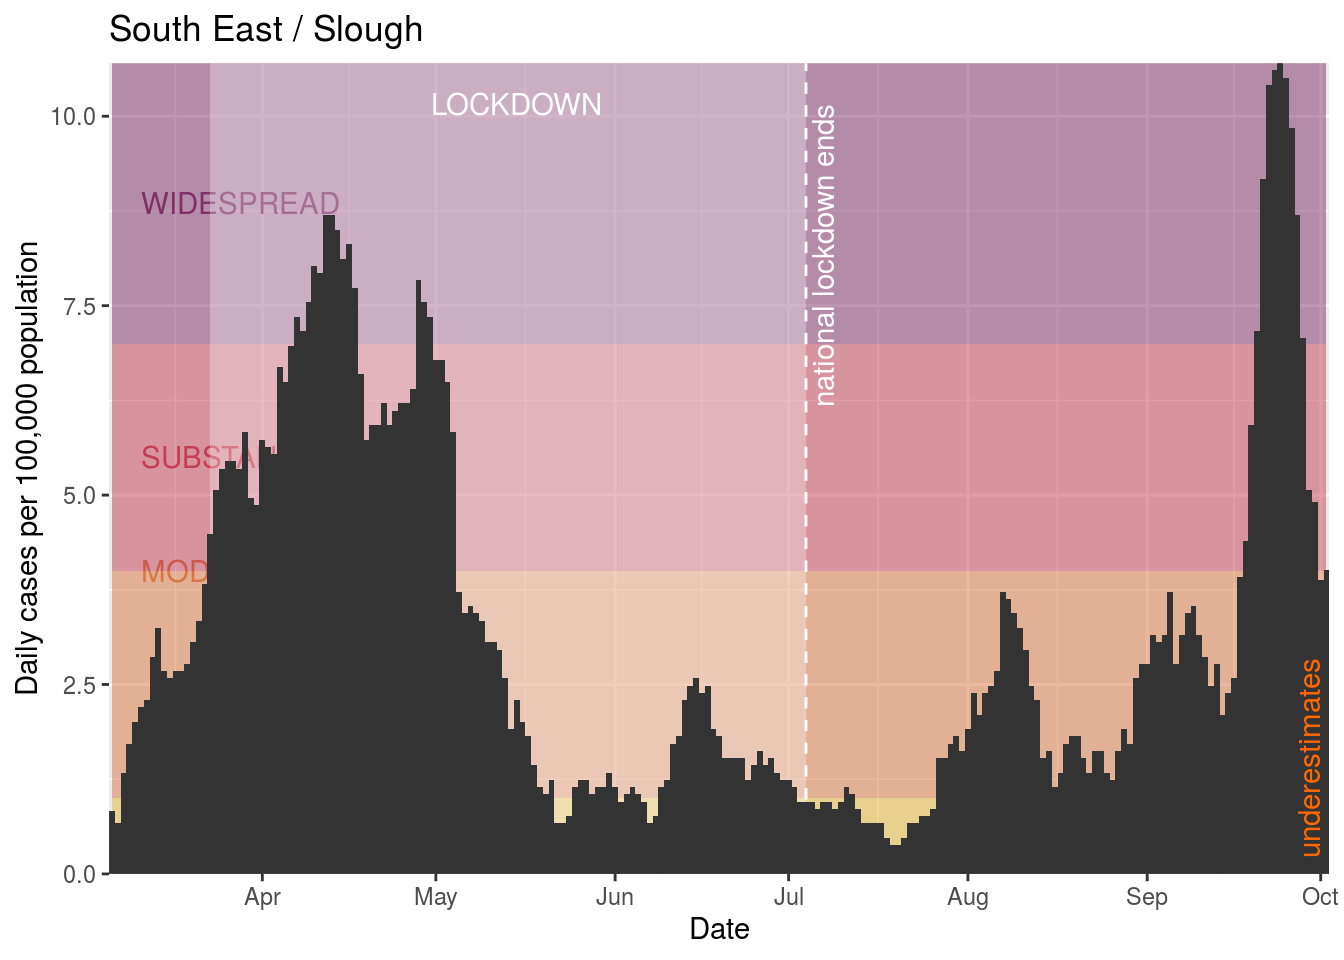 South East / Slough
LOCKDOWN
national lockdown ends
WIDESPREAD
SUBSTA
MOD
underestimates
Daily cases per 100,000 population
10.0
7.5
5.0
2.5
0.0
Apr
May
Jun
Jul
Aug
Sep
Oct
Date